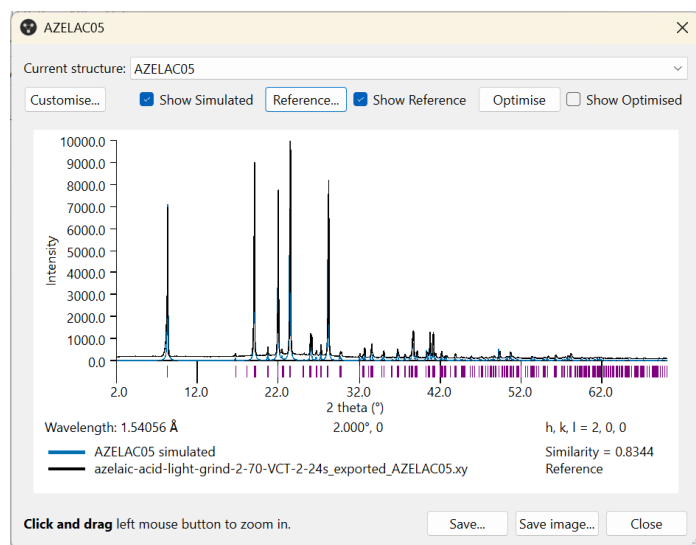 AZELAC05
Current structure: AZELAC05
Customise... Show Simulated Reference... Show Reference Optimise Show Optimised
10000.0
9000.0
8000.0
7000.0
6000.0
5000.0
4000.0
3000.0
2000.0
1000.0
0.0
Intensity
2.0 12.0 22.0 32.0 42.0 52.0 62.0
2 theta (°)
Wavelength: 1.54056 Å 2.000°, 0 h, k, l = 2, 0, 0
AZELAC05 simulated Similarity = 0.8344
azelaic-acid-light-grind-2-70-VCT-2-24s_exported_AZELAC05.xy Reference
Click and drag left mouse button to zoom in. Save... Save image... Close